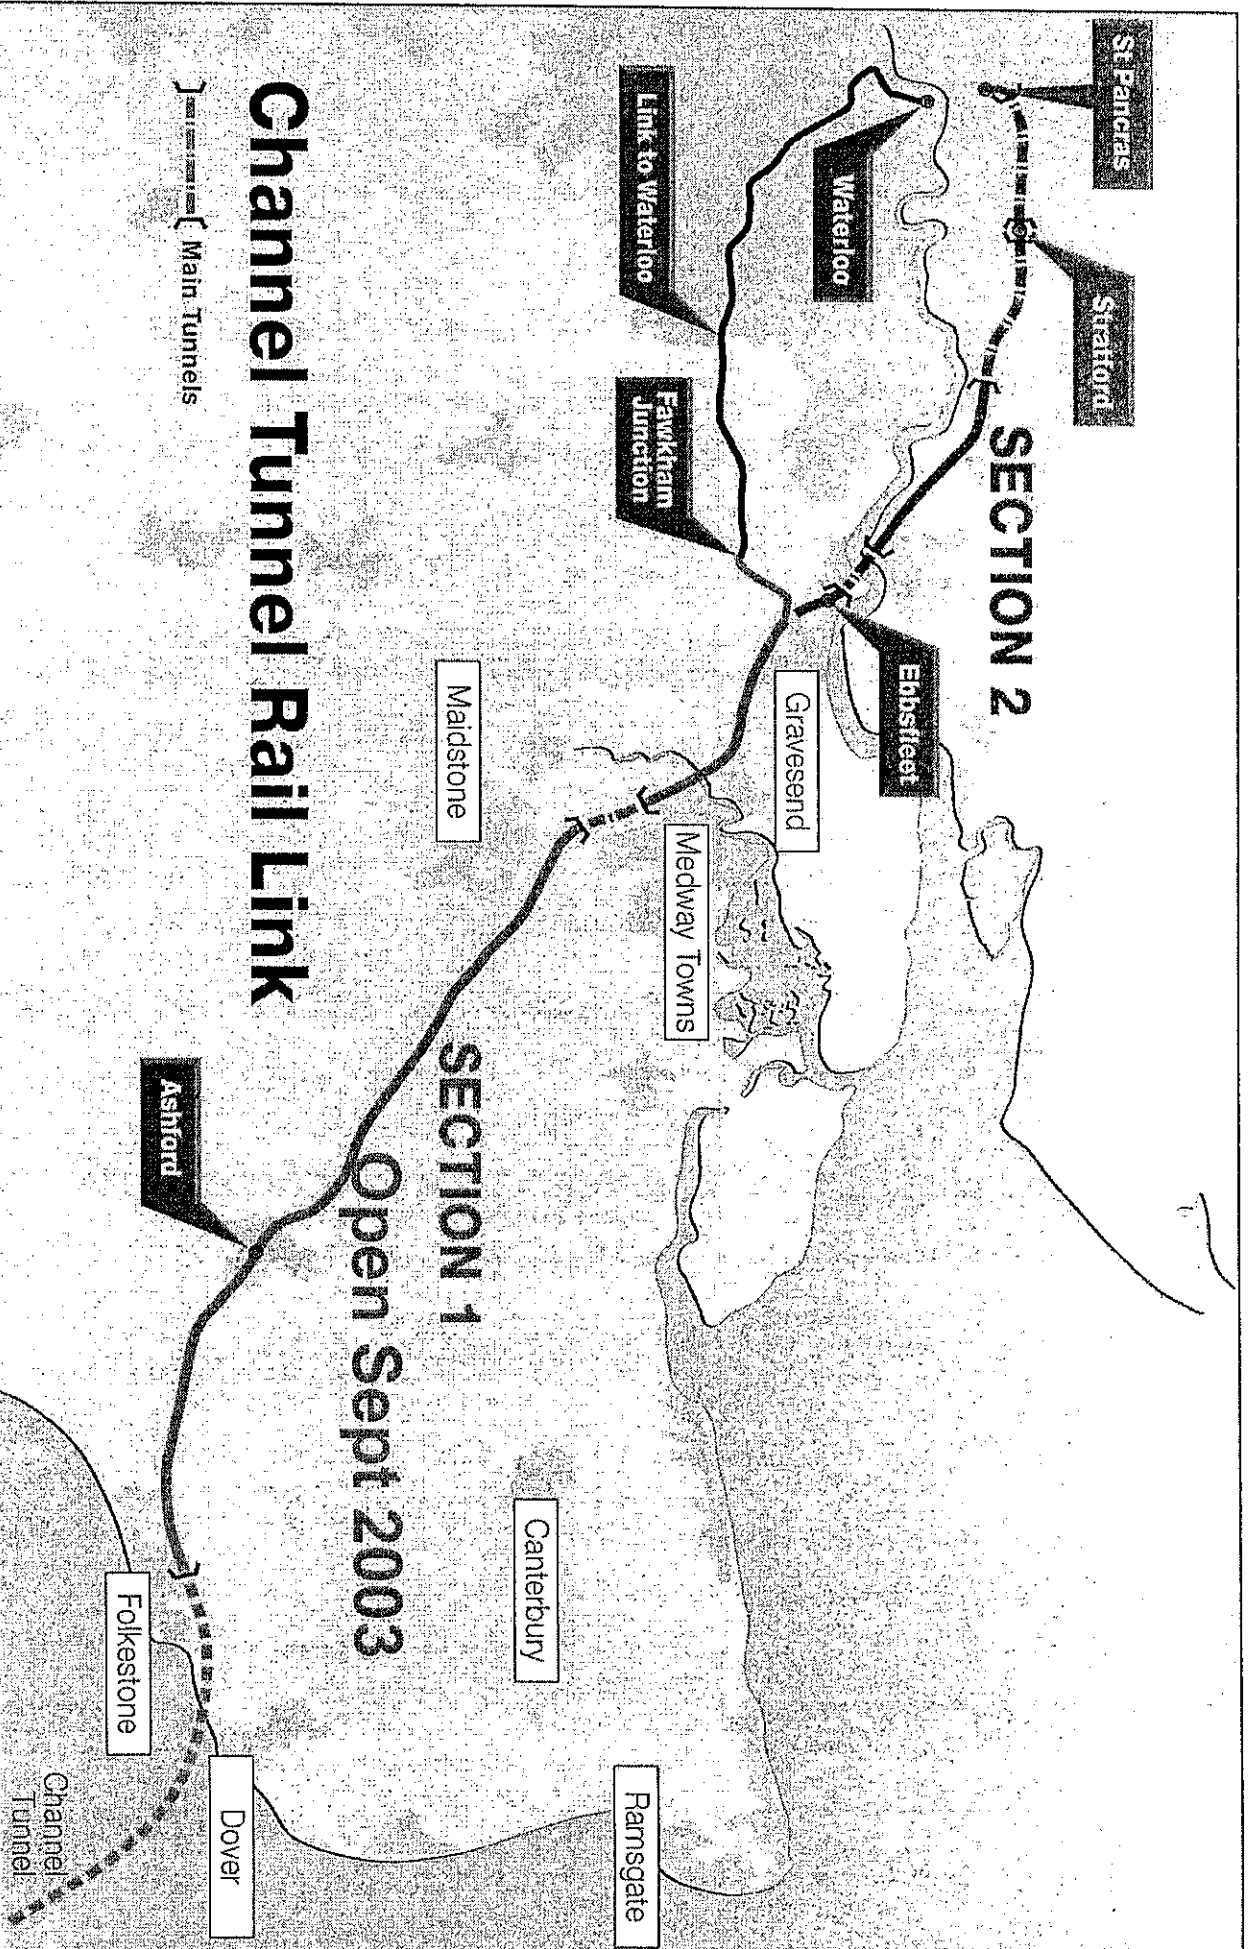 St Pancras
Stratford
SECTION 2
Waterloo
Ebbsfleet
Link to Waterloo
Fawkham
Junction
Gravesend
Medway Towns
Maidstone
SECTION 1
Open Sept 2003
Canterbury
Ramsgate
Channel Tunnel Rail Link
Main Tunnels
Ashford
Dover
Folkestone
Channel
Tunnel